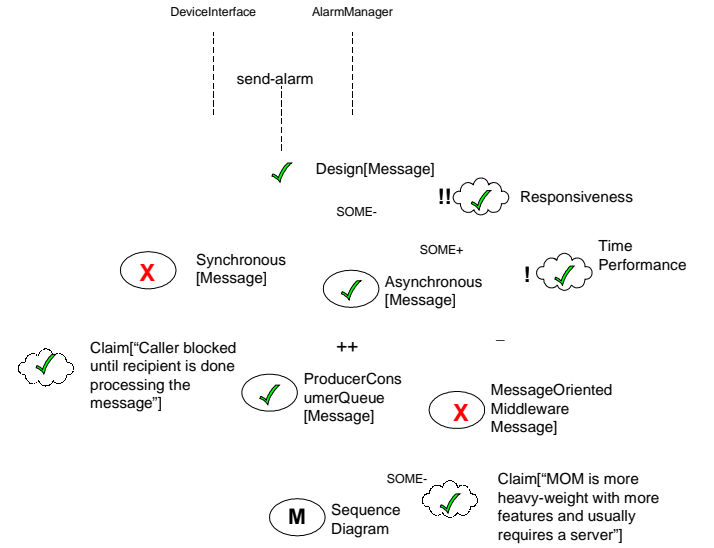 DeviceInterface
AlarmManager
send-alarm
Design[Message]
!!
Responsiveness
SOME-
SOME+
Time
Performance
!
X
Synchronous
[Message]
Asynchronous
[Message]
Claim["Caller blocked
until recipient is done
processing the
message"]
++
–
ProducerCons
umerQueue
[Message]
X
MessageOriented
Middleware
Message]
SOME-
Claim["MOM is more
heavy-weight with more
features and usually
requires a server"]
M
Sequence
Diagram